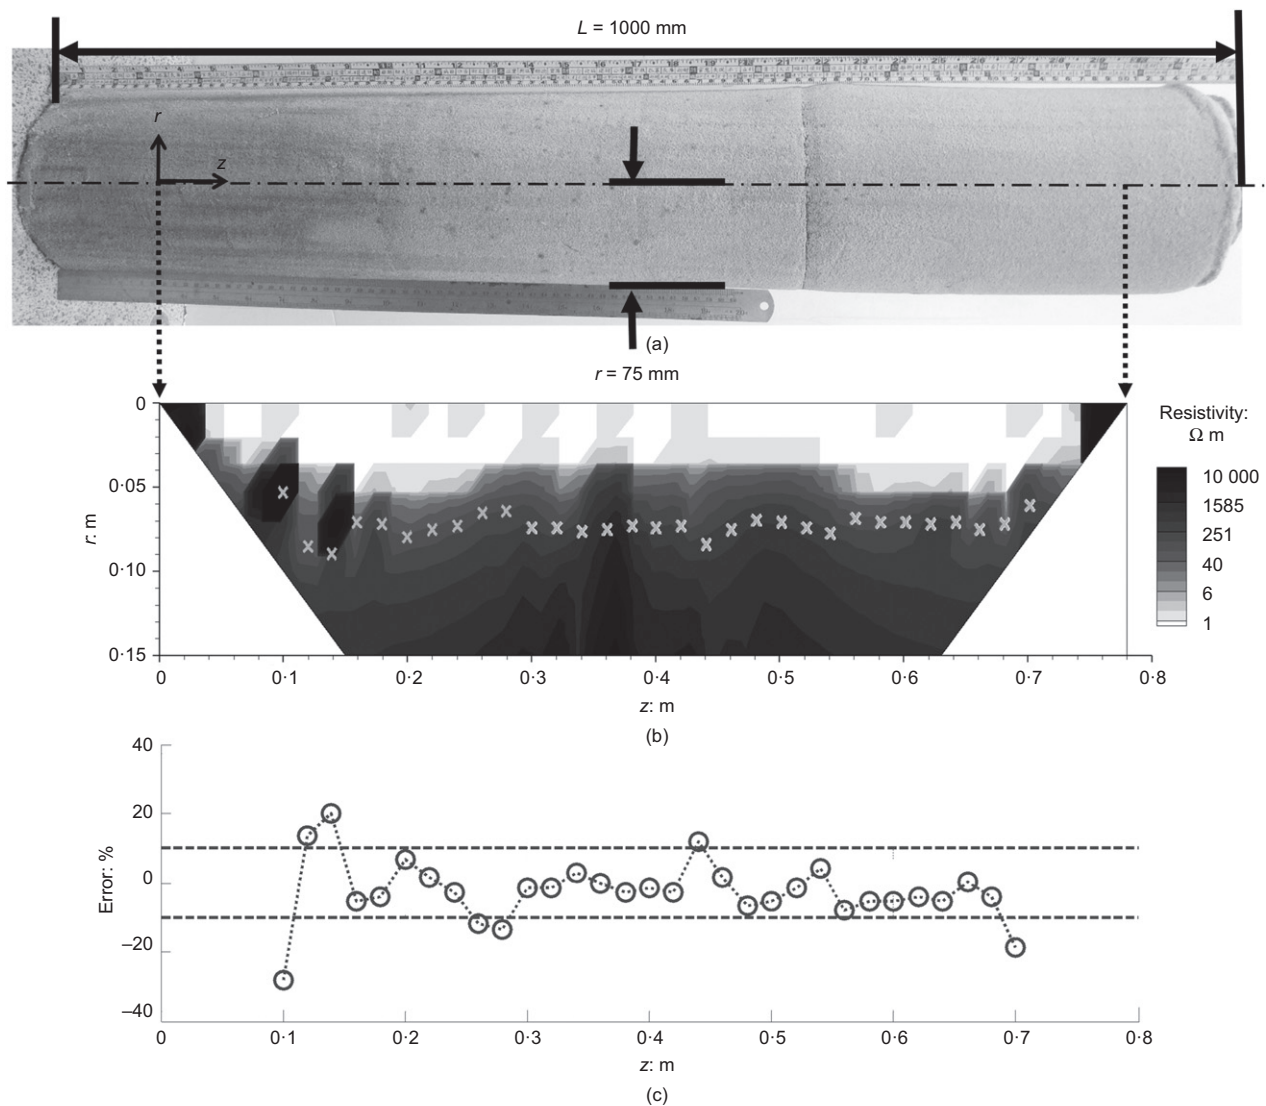 L = 1000 mm
r
z
(a)
r = 75 mm
Resistivity:
Ω m
10 000
1585
251
40
6
1
r: m
0
0·05
0·10
0·15
0 0·1 0·2 0·3 0·4 0·5 0·6 0·7 0·8
z: m
(b)
Error: %
40
20
0
–20
–40
0 0·1 0·2 0·3 0·4 0·5 0·6 0·7 0·8
z: m
(c)